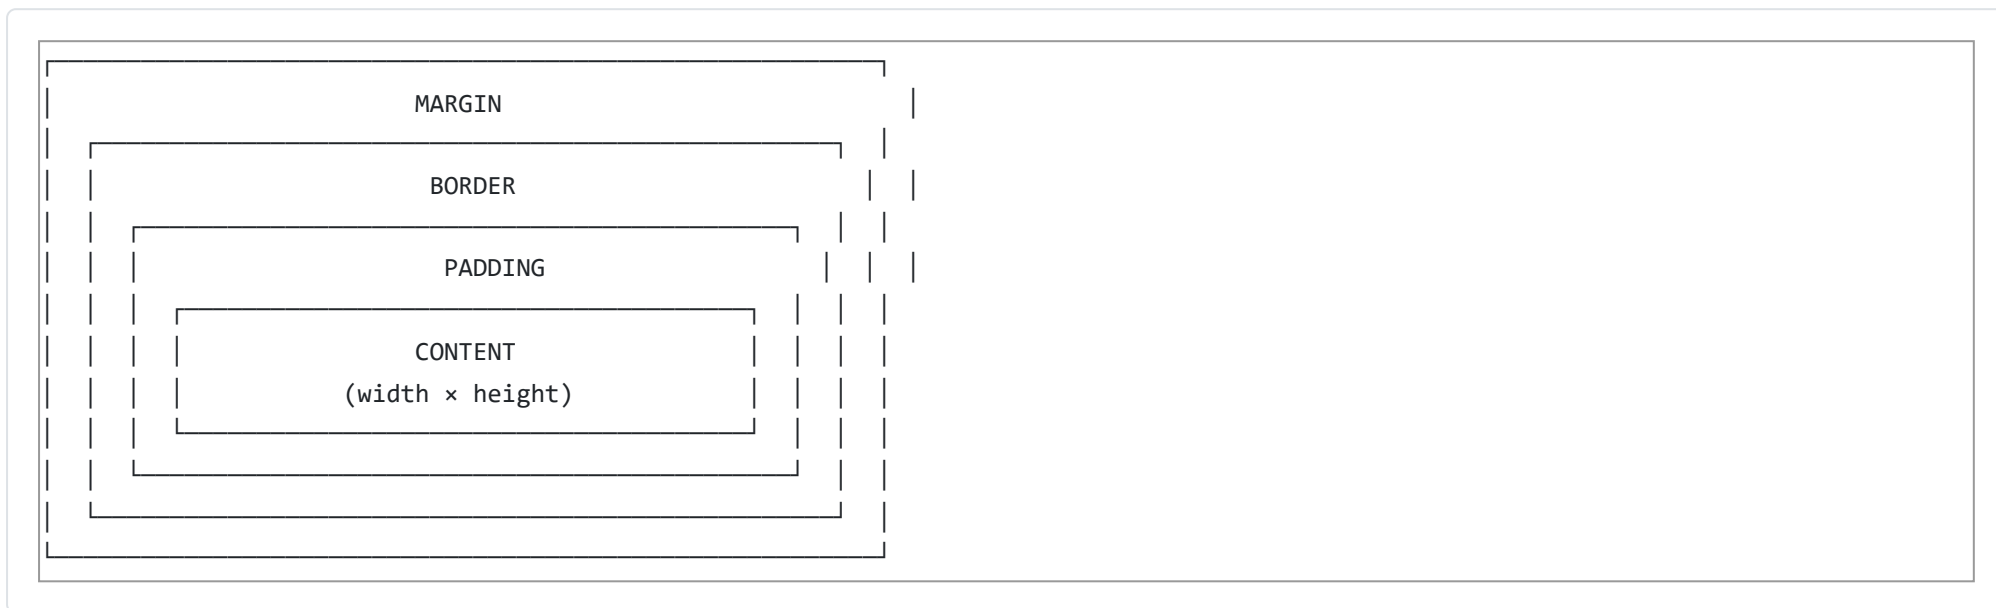 MARGIN
BORDER
PADDING
CONTENT
(width × height)